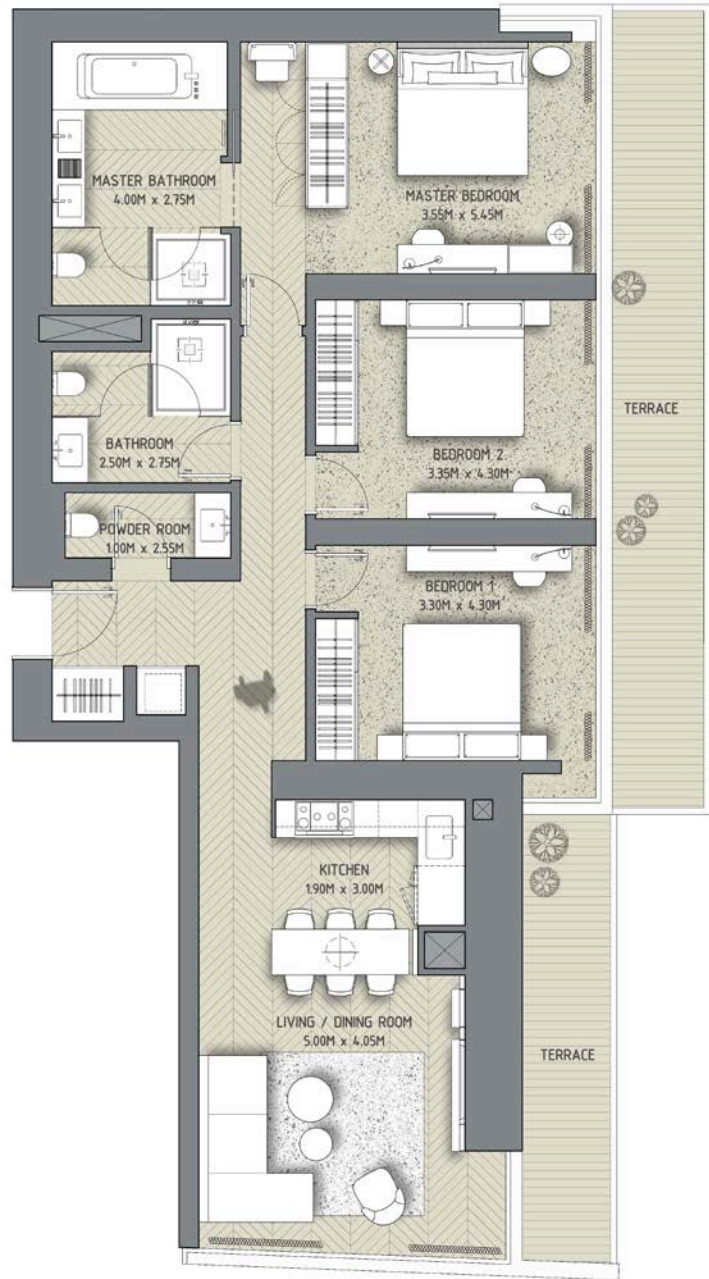 MASTER BATHROOM
4.00M x 2.75M
MASTER BEDROOM
3.55M x 5.45M
TERRACE
BATHROOM
2.50M x 2.75M
BEDROOM 2
3.35M x 4.30M
POWDER ROOM
1.00M x 2.55M
BEDROOM 1
3.30M x 4.30M
KITCHEN
1.90M x 3.00M
LIVING / DINING ROOM
5.00M x 4.05M
TERRACE